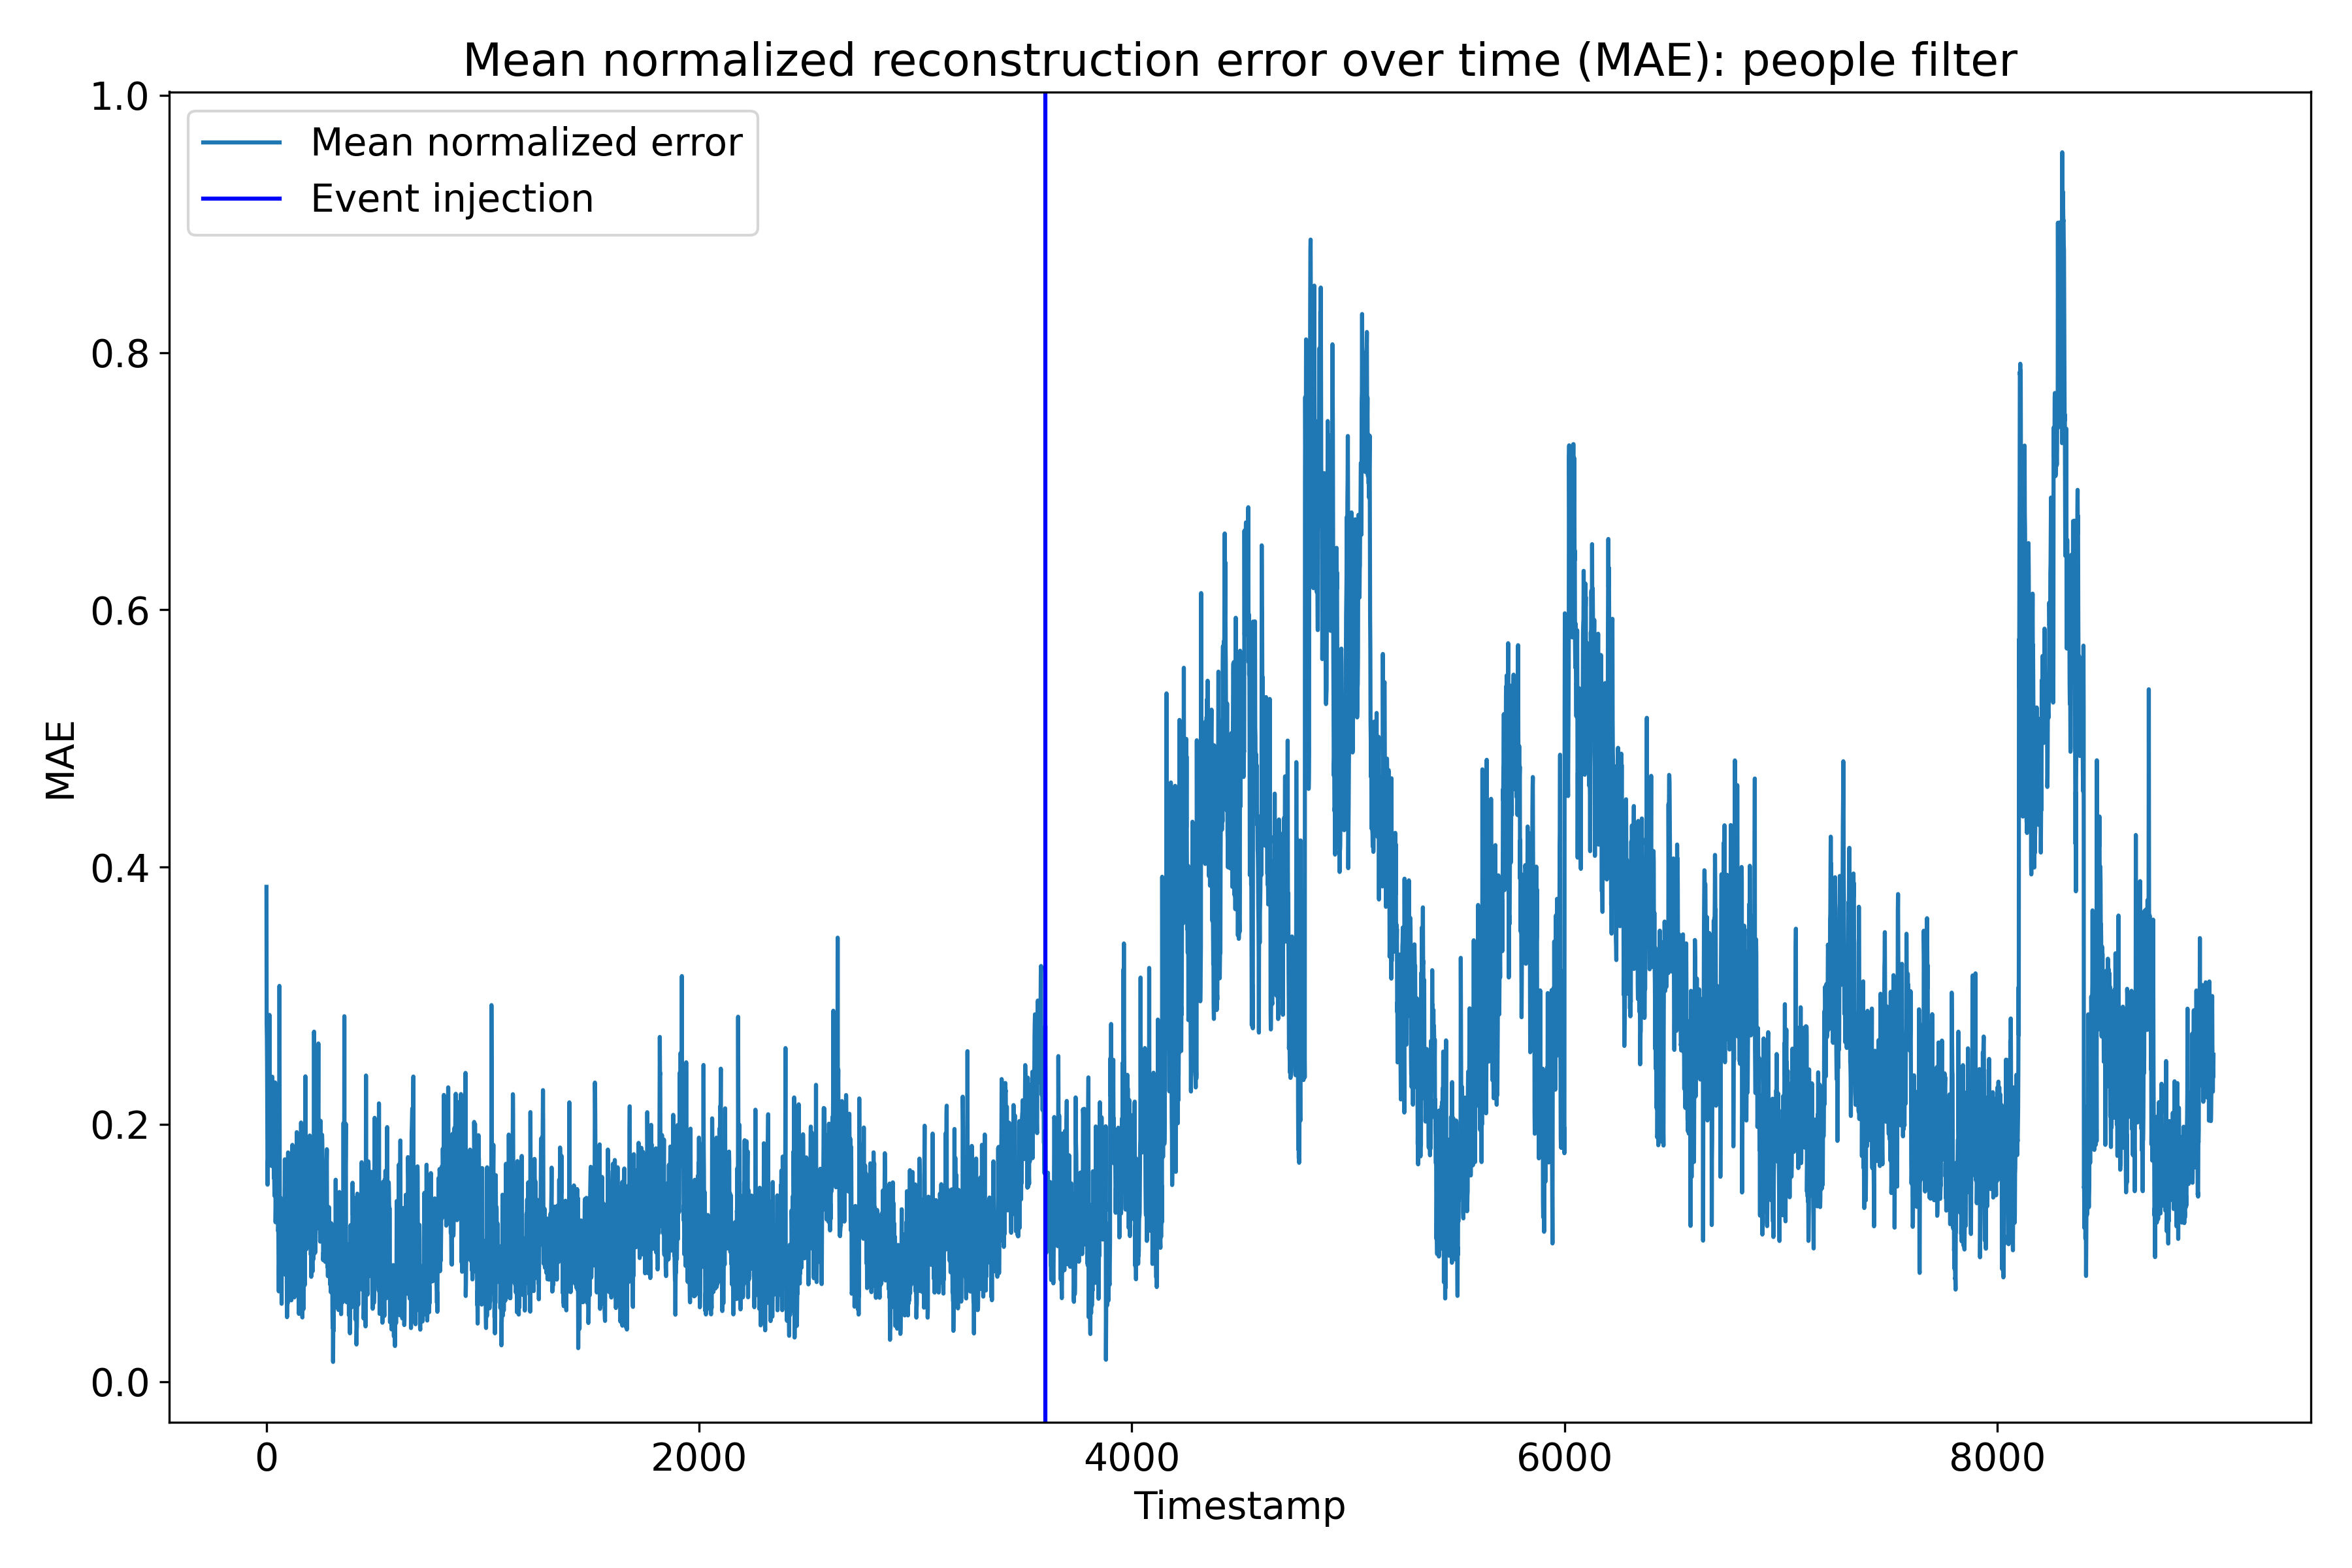 Mean normalized reconstruction error over time (MAE): people filter
Mean normalized error
Event injection
1.0
0.8
0.6
0.4
0.2
0.0
MAE
0 2000 4000 6000 8000
Timestamp